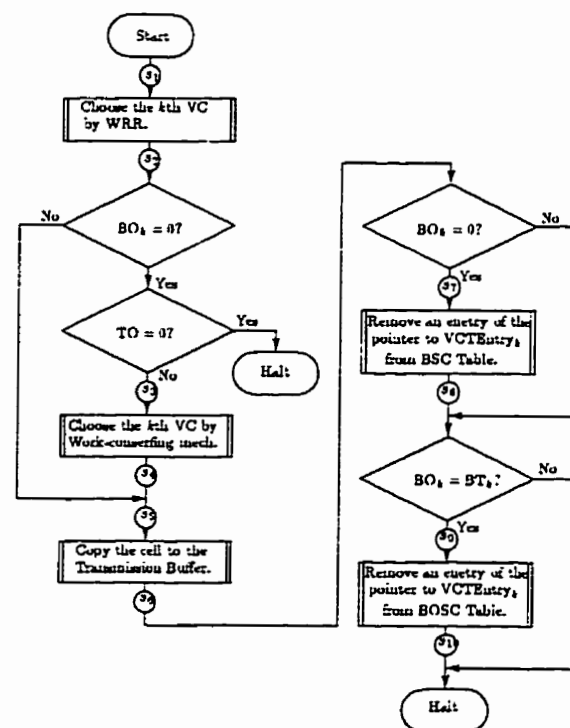 Start
s1
Choose the kth VC
by WRR.
s2
No
BOk = 0?
Yes
TO = 0?
Yes
No
Halt
s3
Choose the kth VC by
Work-conserfing mech.
s4
s5
Copy the cell to the
Transmission Buffer.
s6
BOk = 0?
No
Yes
s7
Remove an enetry of the
pointer to VCTEntryk
from BSC Table.
s8
BOk = BTk?
No
Yes
s9
Remove an enetry of the
pointer to VCTEntryk
from BOSC Table.
s10
Halt